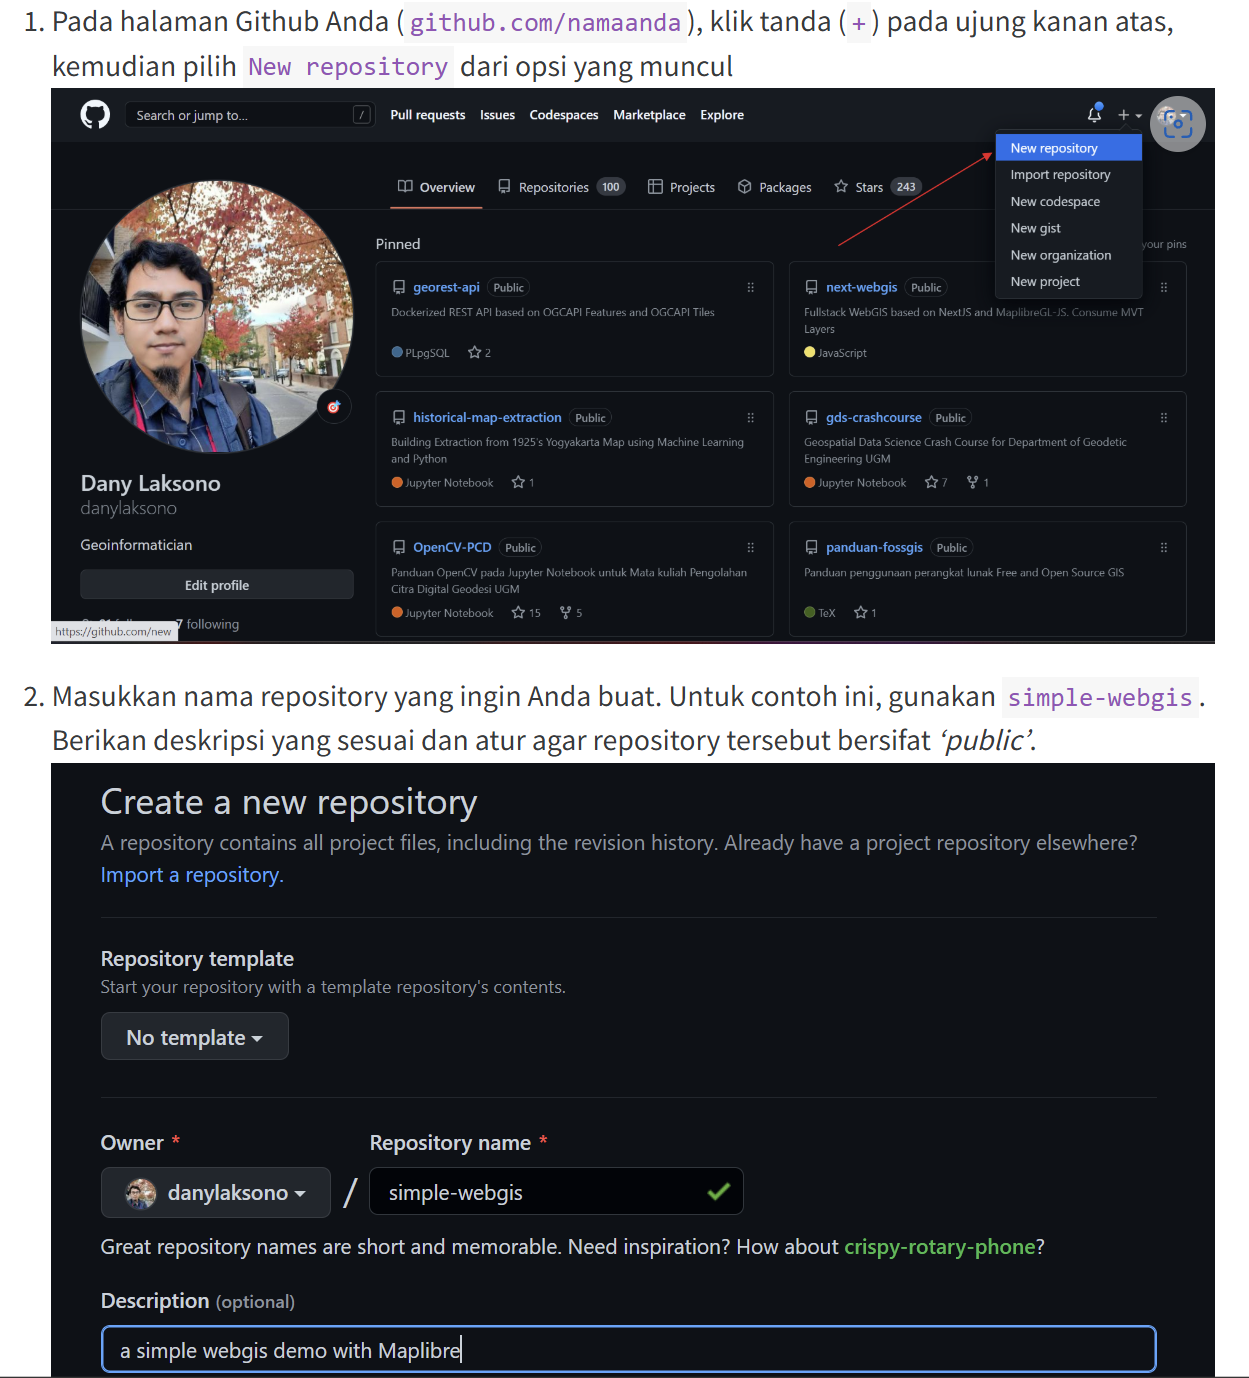 1. Pada halaman Github Anda (github.com/namaanda), klik tanda (+) pada ujung kanan atas,
kemudian pilih New repository dari opsi yang muncul
Search or jump to... /
Pull requests Issues Codespaces Marketplace Explore
New repository
Import repository
New codespace
New gist
New organization
New project
Overview Repositories 100 Projects Packages Stars 243
Pinned
your pins
georest-api Public
Dockerized REST API based on OGCAPI Features and OGCAPI Tiles
PLpgSQL 2
next-webgis Public
Fullstack WebGIS based on NextJS and MaplibreGL-JS. Consume MVT
Layers
JavaScript
historical-map-extraction Public
Building Extraction from 1925's Yogyakarta Map using Machine Learning
and Python
Jupyter Notebook 1
gds-crashcourse Public
Geospatial Data Science Crash Course for Department of Geodetic
Engineering UGM
Jupyter Notebook 7 1
OpenCV-PCD Public
Panduan OpenCV pada Jupyter Notebook untuk Mata kuliah Pengolahan
Citra Digital Geodesi UGM
Jupyter Notebook 15 5
panduan-fossgis Public
Panduan penggunaan perangkat lunak Free and Open Source GIS
TeX 1
Dany Laksono
danylaksono
Geoinformatician
Edit profile
7 following
https://github.com/new
2. Masukkan nama repository yang ingin Anda buat. Untuk contoh ini, gunakan simple-webgis.
Berikan deskripsi yang sesuai dan atur agar repository tersebut bersifat ‘public’.
Create a new repository
A repository contains all project files, including the revision history. Already have a project repository elsewhere?
Import a repository.
Repository template
Start your repository with a template repository's contents.
No template
Owner * Repository name *
danylaksono / simple-webgis
Great repository names are short and memorable. Need inspiration? How about crispy-rotary-phone?
Description (optional)
a simple webgis demo with Maplibre